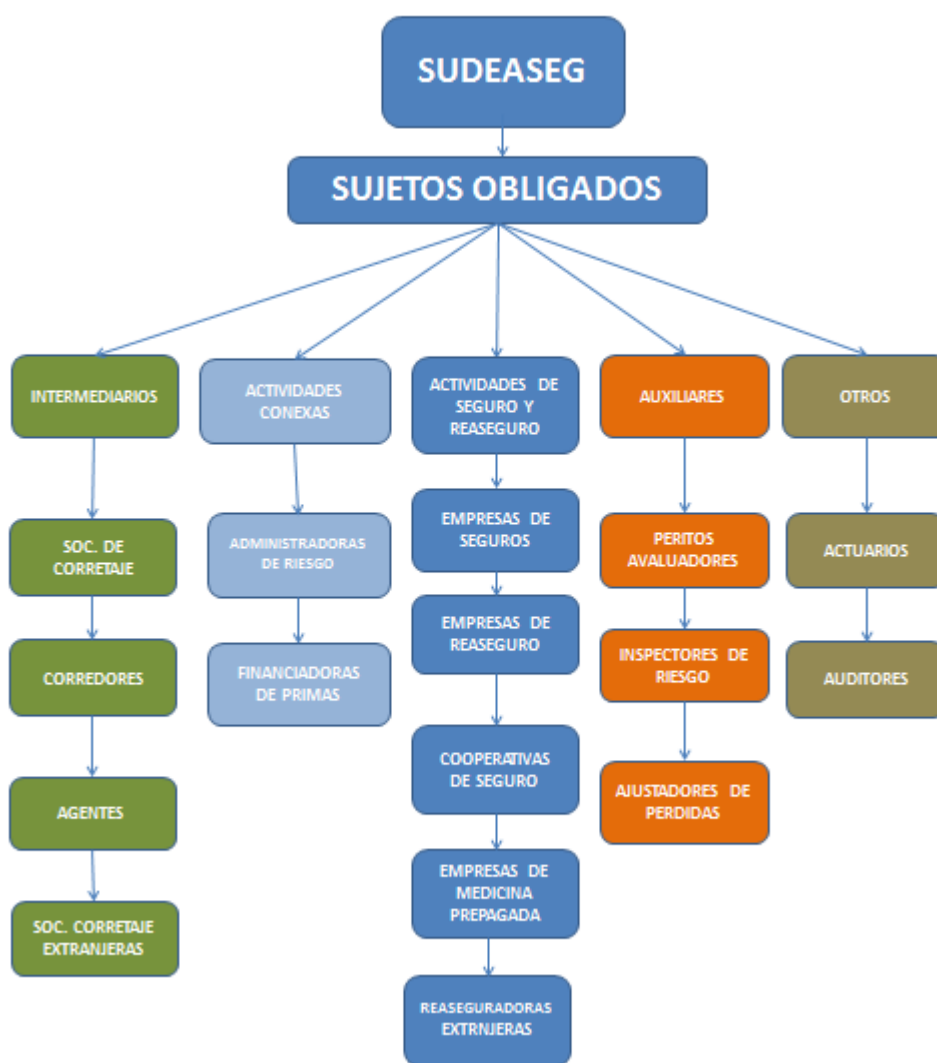 SUDEASEG
SUJETOS OBLIGADOS
INTERMEDIARIOS
SOC. DE
CORRETAJE
CORREDORES
AGENTES
SOC. CORRETAJE
EXTRANJERAS
ACTIVIDADES
CONEXAS
ADMINISTRADORAS
DE RIESGO
FINANCIADORAS
DE PRIMAS
ACTIVIDADES DE
SEGURO Y
REASEGURO
EMPRESAS DE
SEGUROS
EMPRESAS DE
REASEGURO
COOPERATIVAS
DE SEGURO
EMPRESAS DE
MEDICINA
PREPAGADA
REASEGURADORAS
EXTRNJERAS
AUXILIARES
PERITOS
AVALUADORES
INSPECTORES DE
RIESGO
AJUSTADORES DE
PERDIDAS
OTROS
ACTUARIOS
AUDITORES